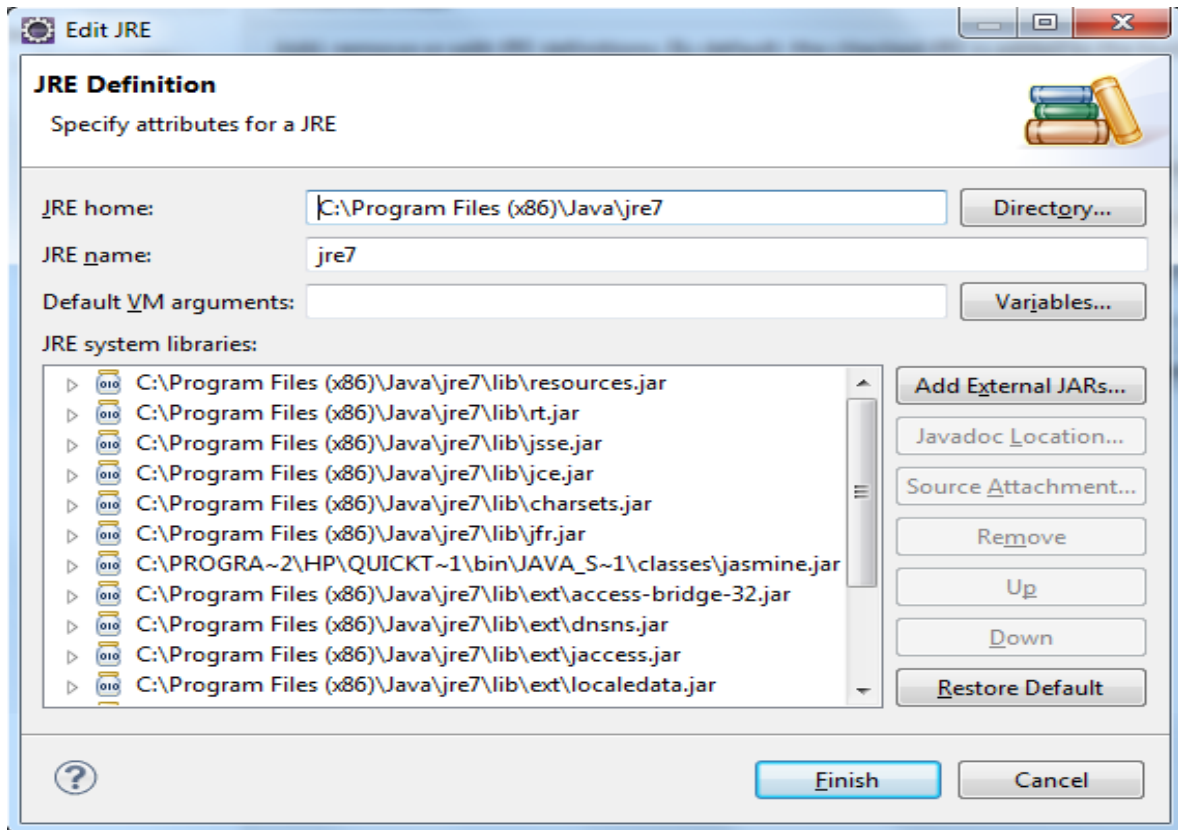 Edit JRE
JRE Definition
Specify attributes for a JRE
JRE home:
C:\Program Files (x86)\Java\jre7
Directory...
JRE name:
jre7
Default VM arguments:
Variables...
JRE system libraries:
C:\Program Files (x86)\Java\jre7\lib\resources.jar
C:\Program Files (x86)\Java\jre7\lib\rt.jar
C:\Program Files (x86)\Java\jre7\lib\jsse.jar
C:\Program Files (x86)\Java\jre7\lib\jce.jar
C:\Program Files (x86)\Java\jre7\lib\charsets.jar
C:\Program Files (x86)\Java\jre7\lib\jfr.jar
C:\PROGRA~2\HP\QUICKT~1\bin\JAVA_S~1\classes\jasmine.jar
C:\Program Files (x86)\Java\jre7\lib\ext\access-bridge-32.jar
C:\Program Files (x86)\Java\jre7\lib\ext\dnsns.jar
C:\Program Files (x86)\Java\jre7\lib\ext\jaccess.jar
C:\Program Files (x86)\Java\jre7\lib\ext\localedata.jar
Add External JARs...
Javadoc Location...
Source Attachment...
Remove
Up
Down
Restore Default
?
Finish
Cancel